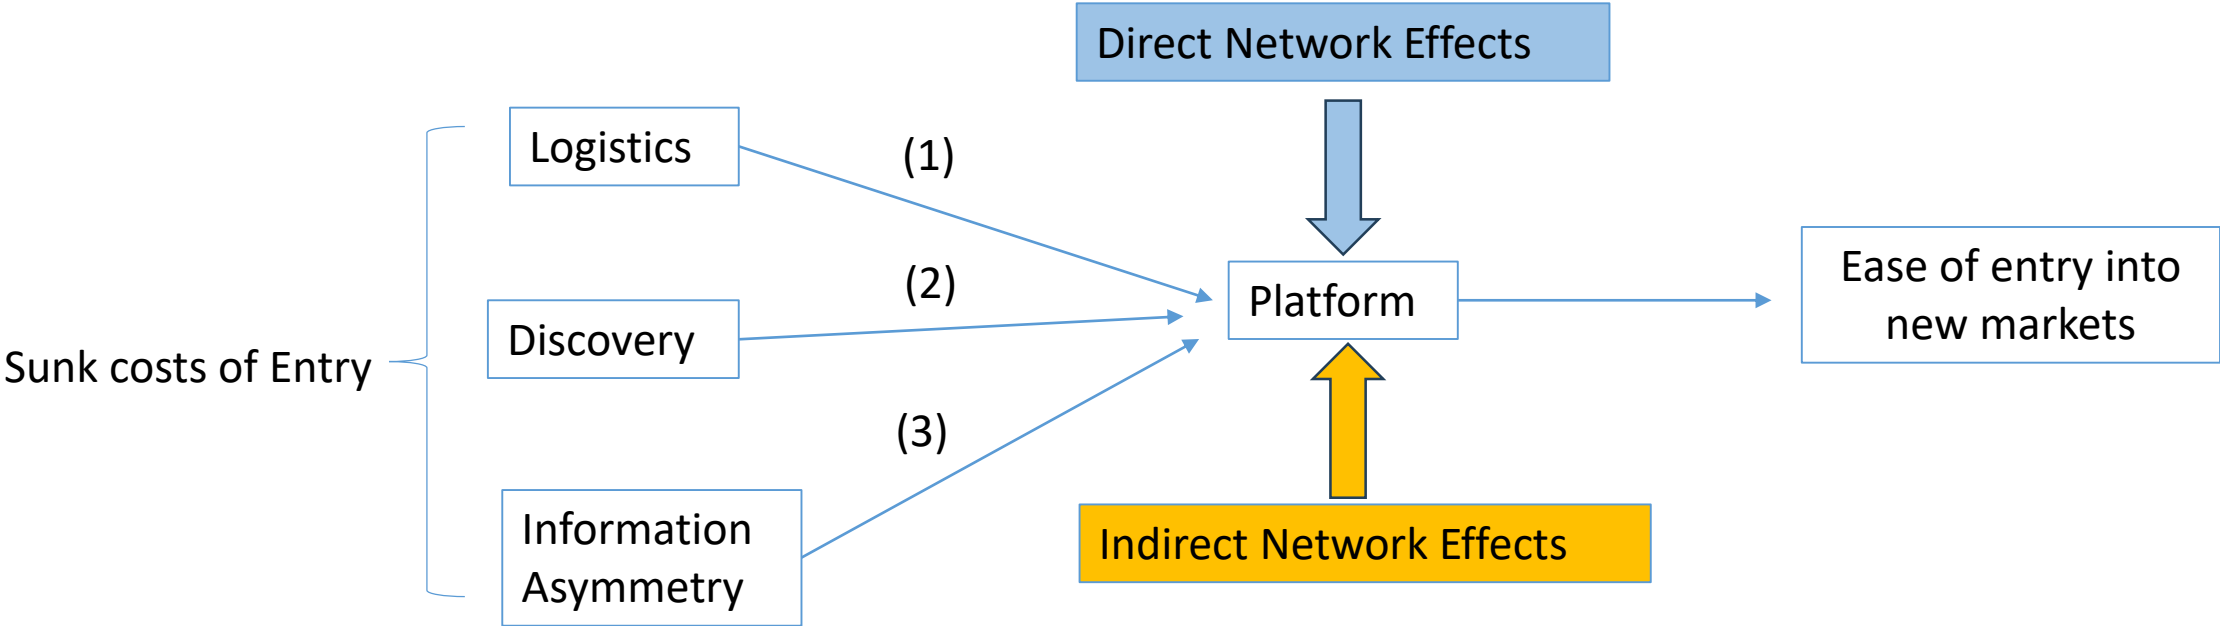 Direct Network Effects
Logistics
(1)
(2)
Discovery
Sunk costs of Entry
(3)
Information
Asymmetry
Platform
Ease of entry into
new markets
Indirect Network Effects